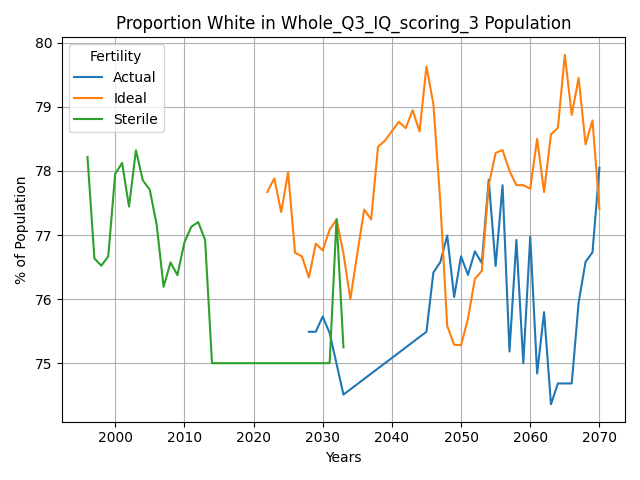 Proportion White in Whole_Q3_IQ_scoring_3 Population
80
79
78
77
76
75
% of Population
Fertility
Actual
Ideal
Sterile
2000 2010 2020 2030 2040 2050 2060 2070
Years